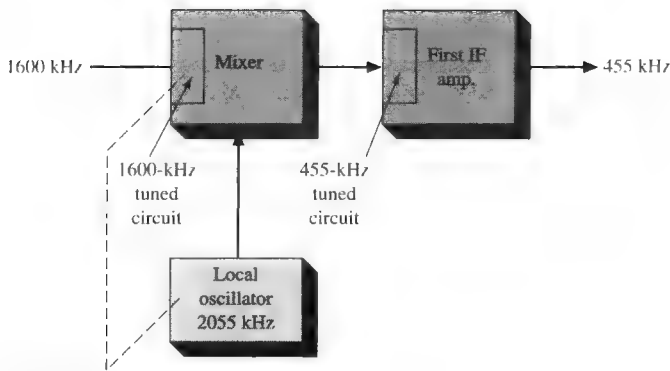 1600 kHz
Mixer
First IF
amp.
455 kHz
1600-kHz
tuned
circuit
455-kHz
tuned
circuit
Local
oscillator
2055 kHz